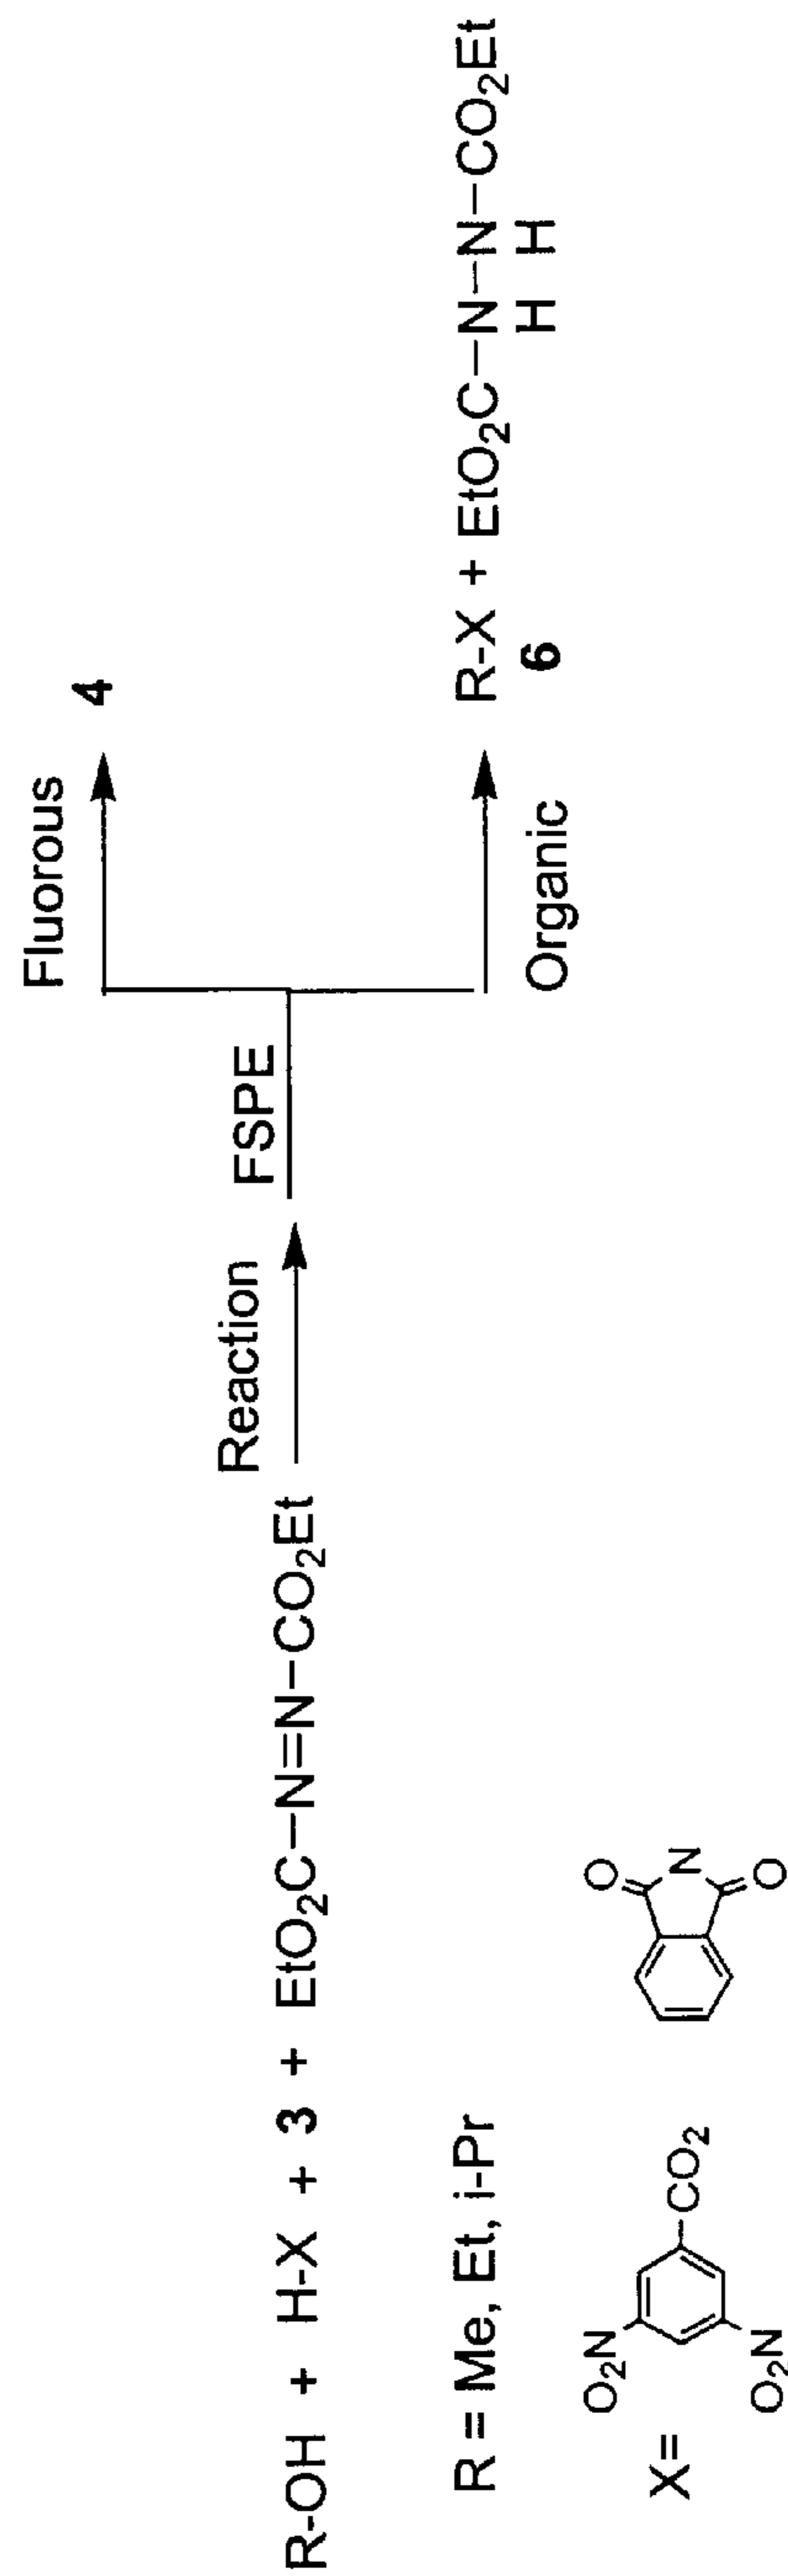 Fluorous
4
R-OH + H-X + 3 + EtO₂C-N=N-CO₂Et
Reaction
FSPE
Organic
R-X + EtO₂C-N-N-CO₂Et
H H
6
R = Me, Et, i-Pr
X=
O₂N
O₂N
CO₂
O
N
O